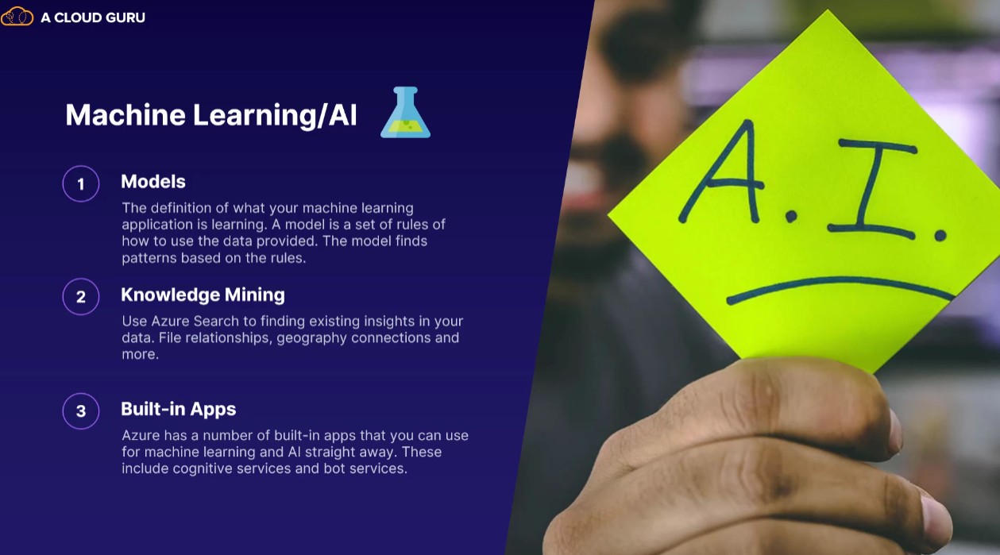 A CLOUD GURU
Machine Learning/AI
1
Models
The definition of what your machine learning
application is learning. A model is a set of rules of
how to use the data provided. The model finds
patterns based on the rules.
2
Knowledge Mining
Use Azure Search to finding existing insights in your
data. File relationships, geography connections and
more.
3
Built-in Apps
Azure has a number of built-in apps that you can use
for machine learning and AI straight away. These
include cognitive services and bot services.
A.I.